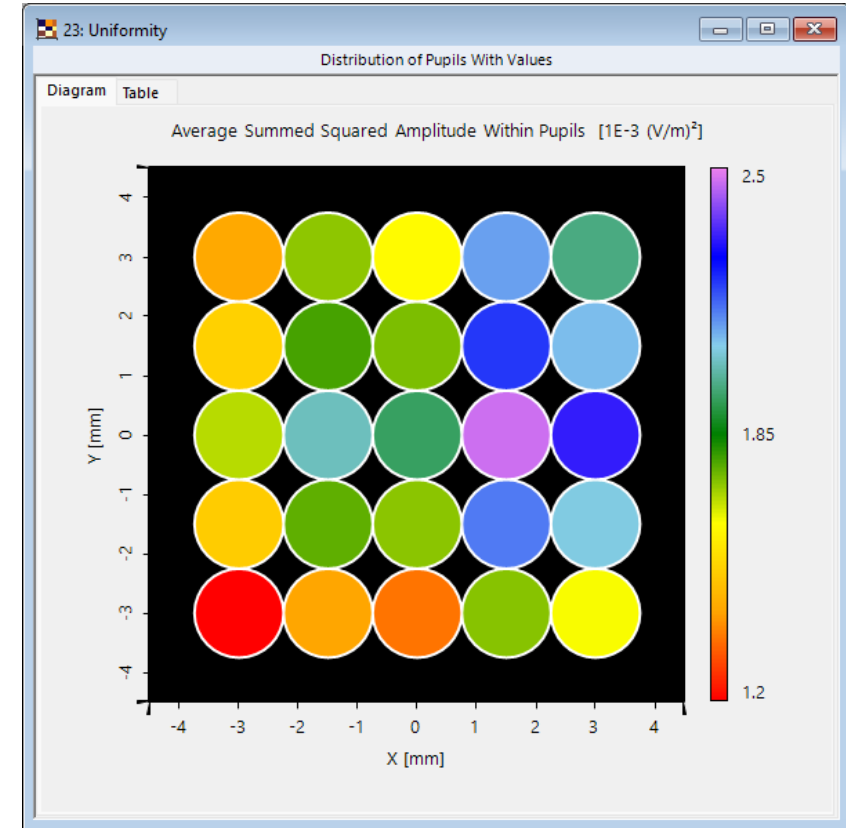 23: Uniformity
Distribution of Pupils With Values
Diagram Table
Average Summed Squared Amplitude Within Pupils [1E-3 (V/m)²]
2.5
1.85
1.2
Y [mm]
4
3
2
1
0
-1
-2
-3
-4
-4 -3 -2 -1 0 1 2 3 4
X [mm]